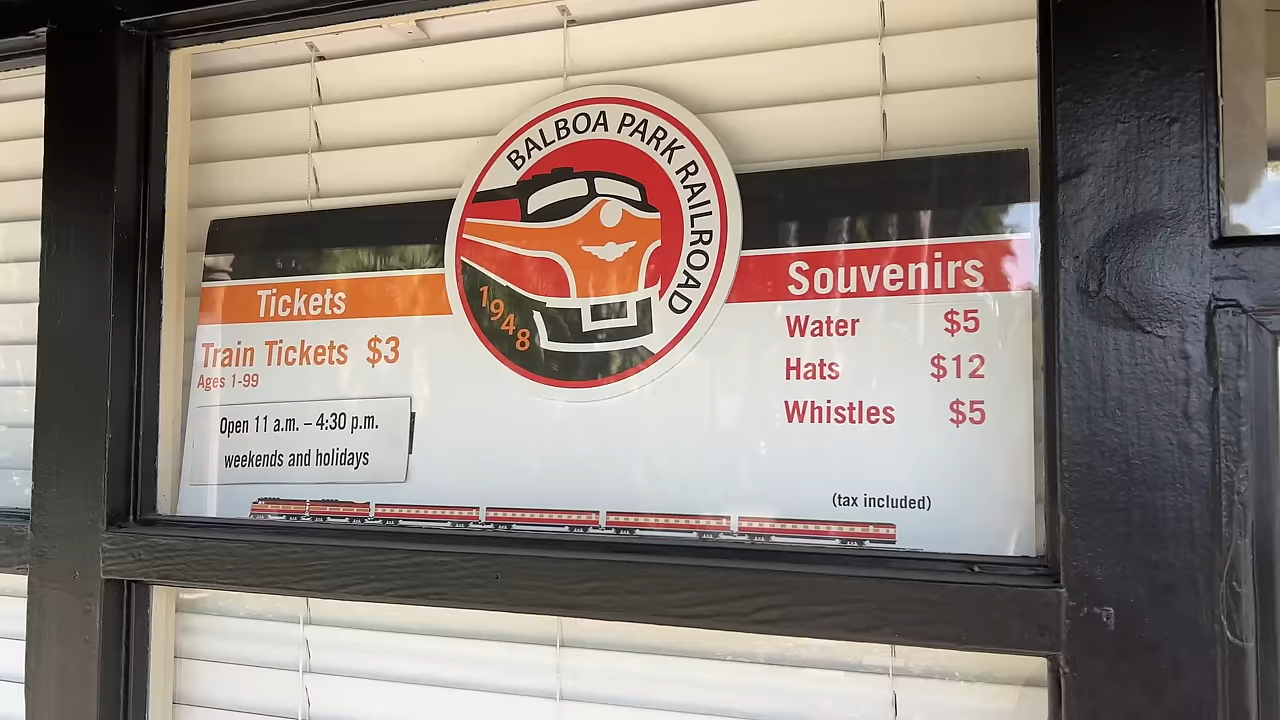 BALBOA PARK RAILROAD
1948
Tickets
Train Tickets $3
Ages 1-99
Open 11 a.m. – 4:30 p.m.
weekends and holidays
Souvenirs
Water $5
Hats $12
Whistles $5
(tax included)